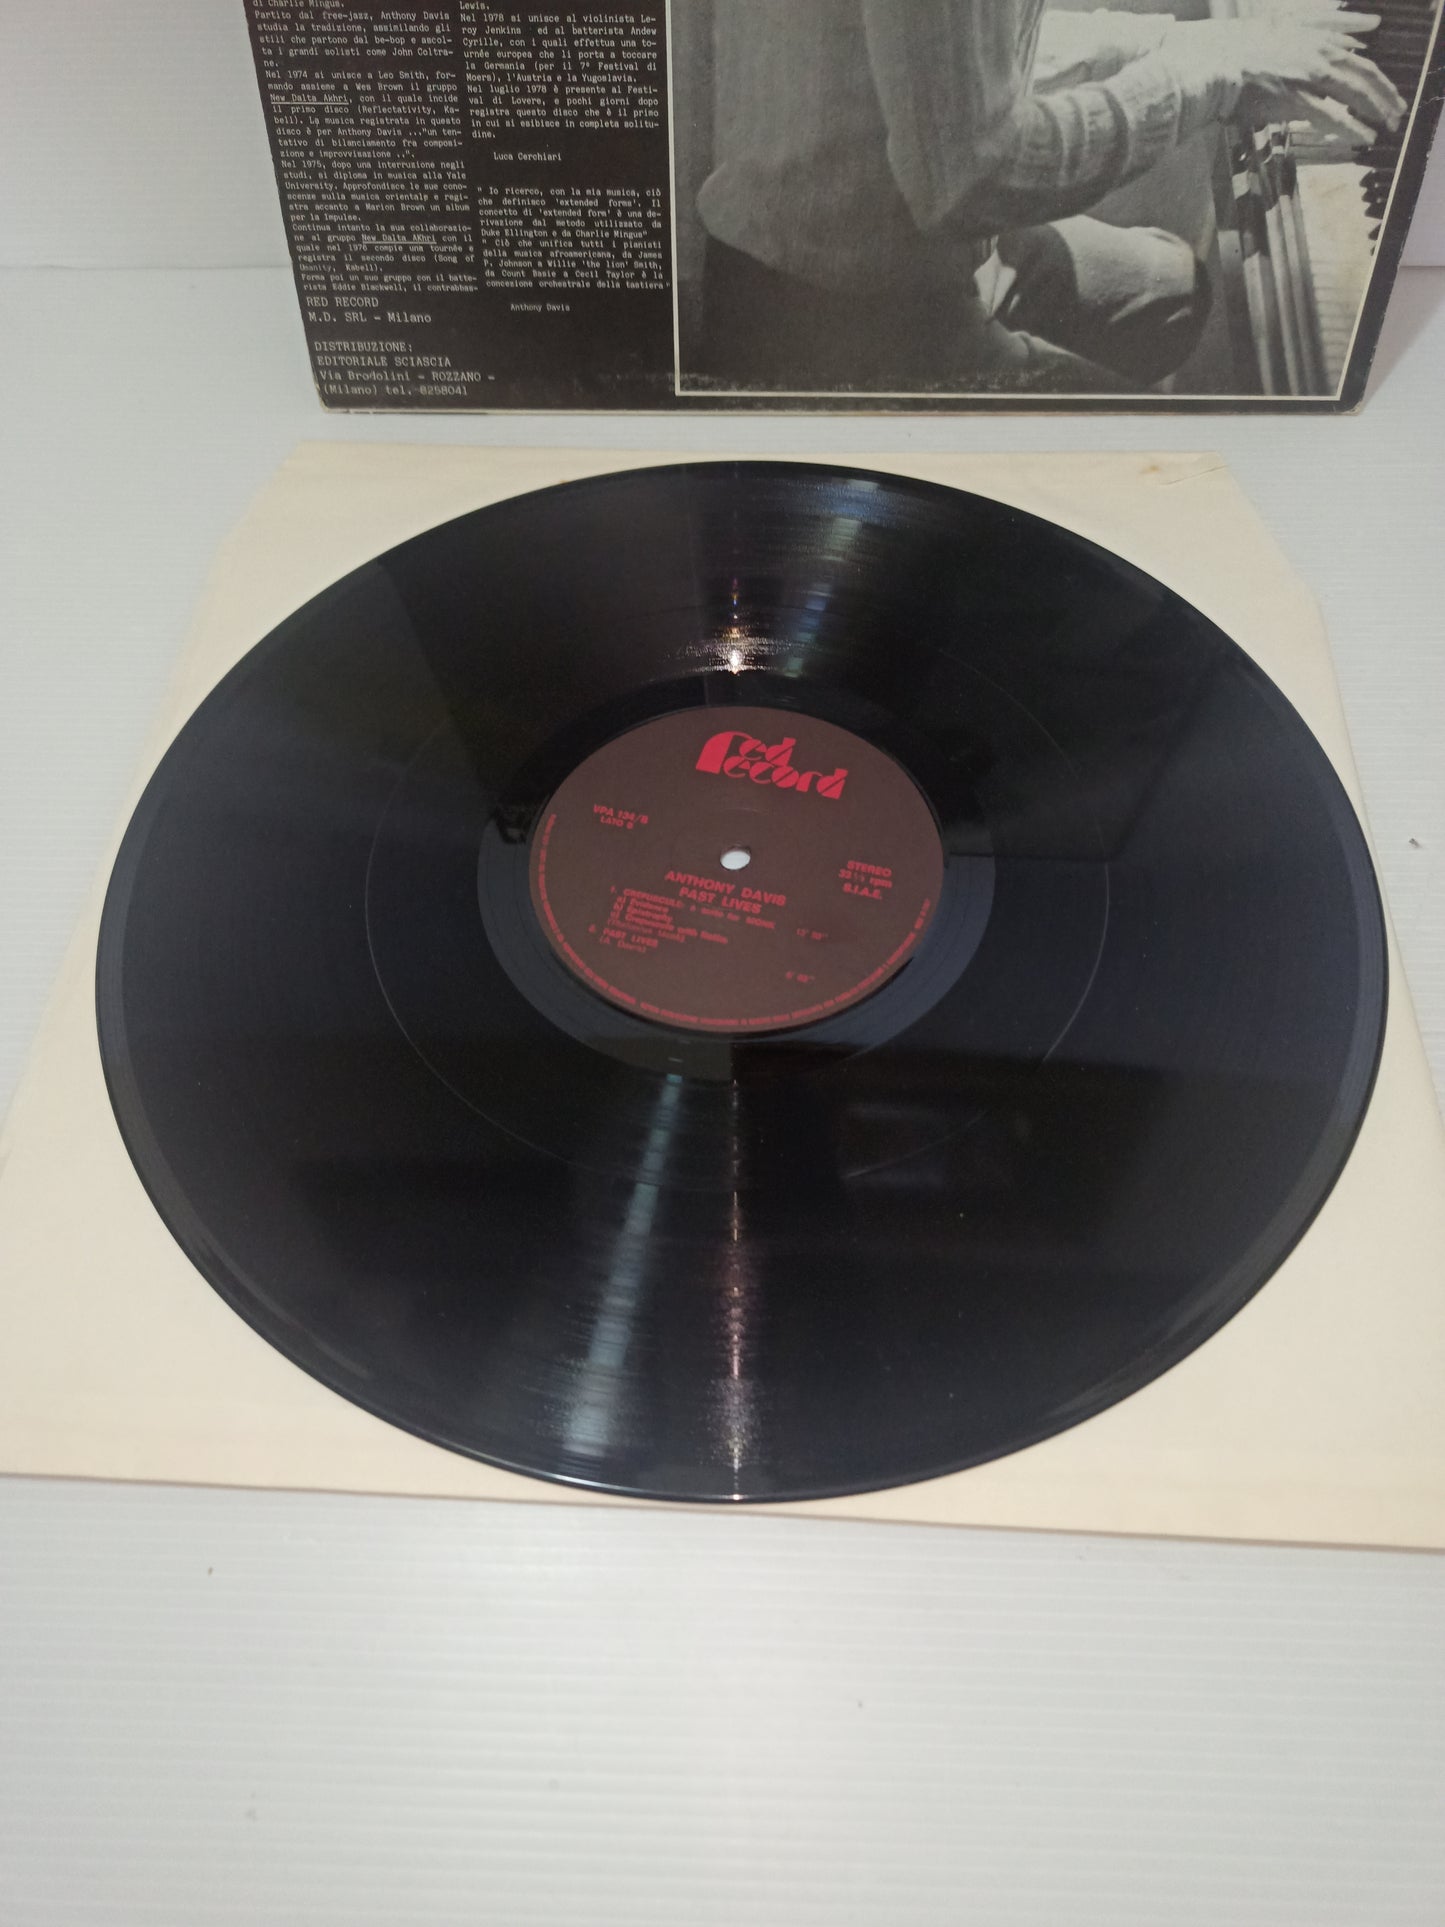 di Charlie Mingus.
Partito dal free-jazz, Anthony Davis
studia la tradizione, assimilando gli
stili che partono dal be-bop e ascol-
ta i grandi solisti come John Coltra-
ne.
Nel 1974 si unisce a Leo Smith, for-
mando assieme a Wes Brown il gruppo
New Dalta Akhri, con il quale incide
il primo disco (Reflectativity, Ka-
bell). La musica registrata in questo
disco è per Anthony Davis ..."un ten-
tativo di bilanciamento fra composi-
zione e improvvisazione ..".
Nel 1975, dopo una interruzione negli
studi, si diploma in musica alla Yale
University. Approfondisce le sue cono-
scenze sulla musica orientale e regi-
stra accanto a Marion Brown un album
per la Impulse.
Continua intanto la sua collaborazio-
ne al gruppo New Dalta AKhri con il
quale nel 1976 compie una tournée e
registra il secondo disco (Song of
Umanity, Kabell).
Forma poi un suo gruppo con il batte-
rista Eddie Blackwell, il contrabbas-
Lewis.
Nel 1978 si unisce al violinista Le-
roy Jenkins ed al batterista Andew
Cyrille, con i quali effettua una to-
urnée europea che li porta a toccare
la Germania (per il 7° Festival di
Moers), l'Austria e la Yugoslavia.
Nel luglio 1978 è presente al Festi-
val di Lovere, e pochi giorni dopo
registra questo disco che è il primo
in cui si esibisce in completa solitu-
dine.
Luca Cerchiari
" Io ricerco, con la mia musica, ciò
che definisco 'extended forms'. Il
concetto di 'extended form' è una de-
rivazione dal metodo utilizzato da
Duke Ellington e da Charlie Mingus"
" Ciò che unifica tutti i pianisti
della musica afroamericana, da James
P. Johnson a Willie 'the lion' Smith,
da Count Basie a Cecil Taylor è la
concezione orchestrale della tastiera"
Anthony Davis
RED RECORD
M.D. SRL - Milano
DISTRIBUZIONE:
EDITORIALE SCIASCIA
Via Brodolini - ROZZANO -
(Milano) tel. 8258041
Red
Record
VPA 134/B
LATO B
STEREO
33 1/3 rpm
S.I.A.E.
ANTHONY DAVIS
PAST LIVES
1. CREPUSCULE: A suite for MONK
a) Evidence
b) Epistrophy
c) Crepuscule with Nellie
(Thelonius Monk)
2. PAST LIVES
(A. Davis)